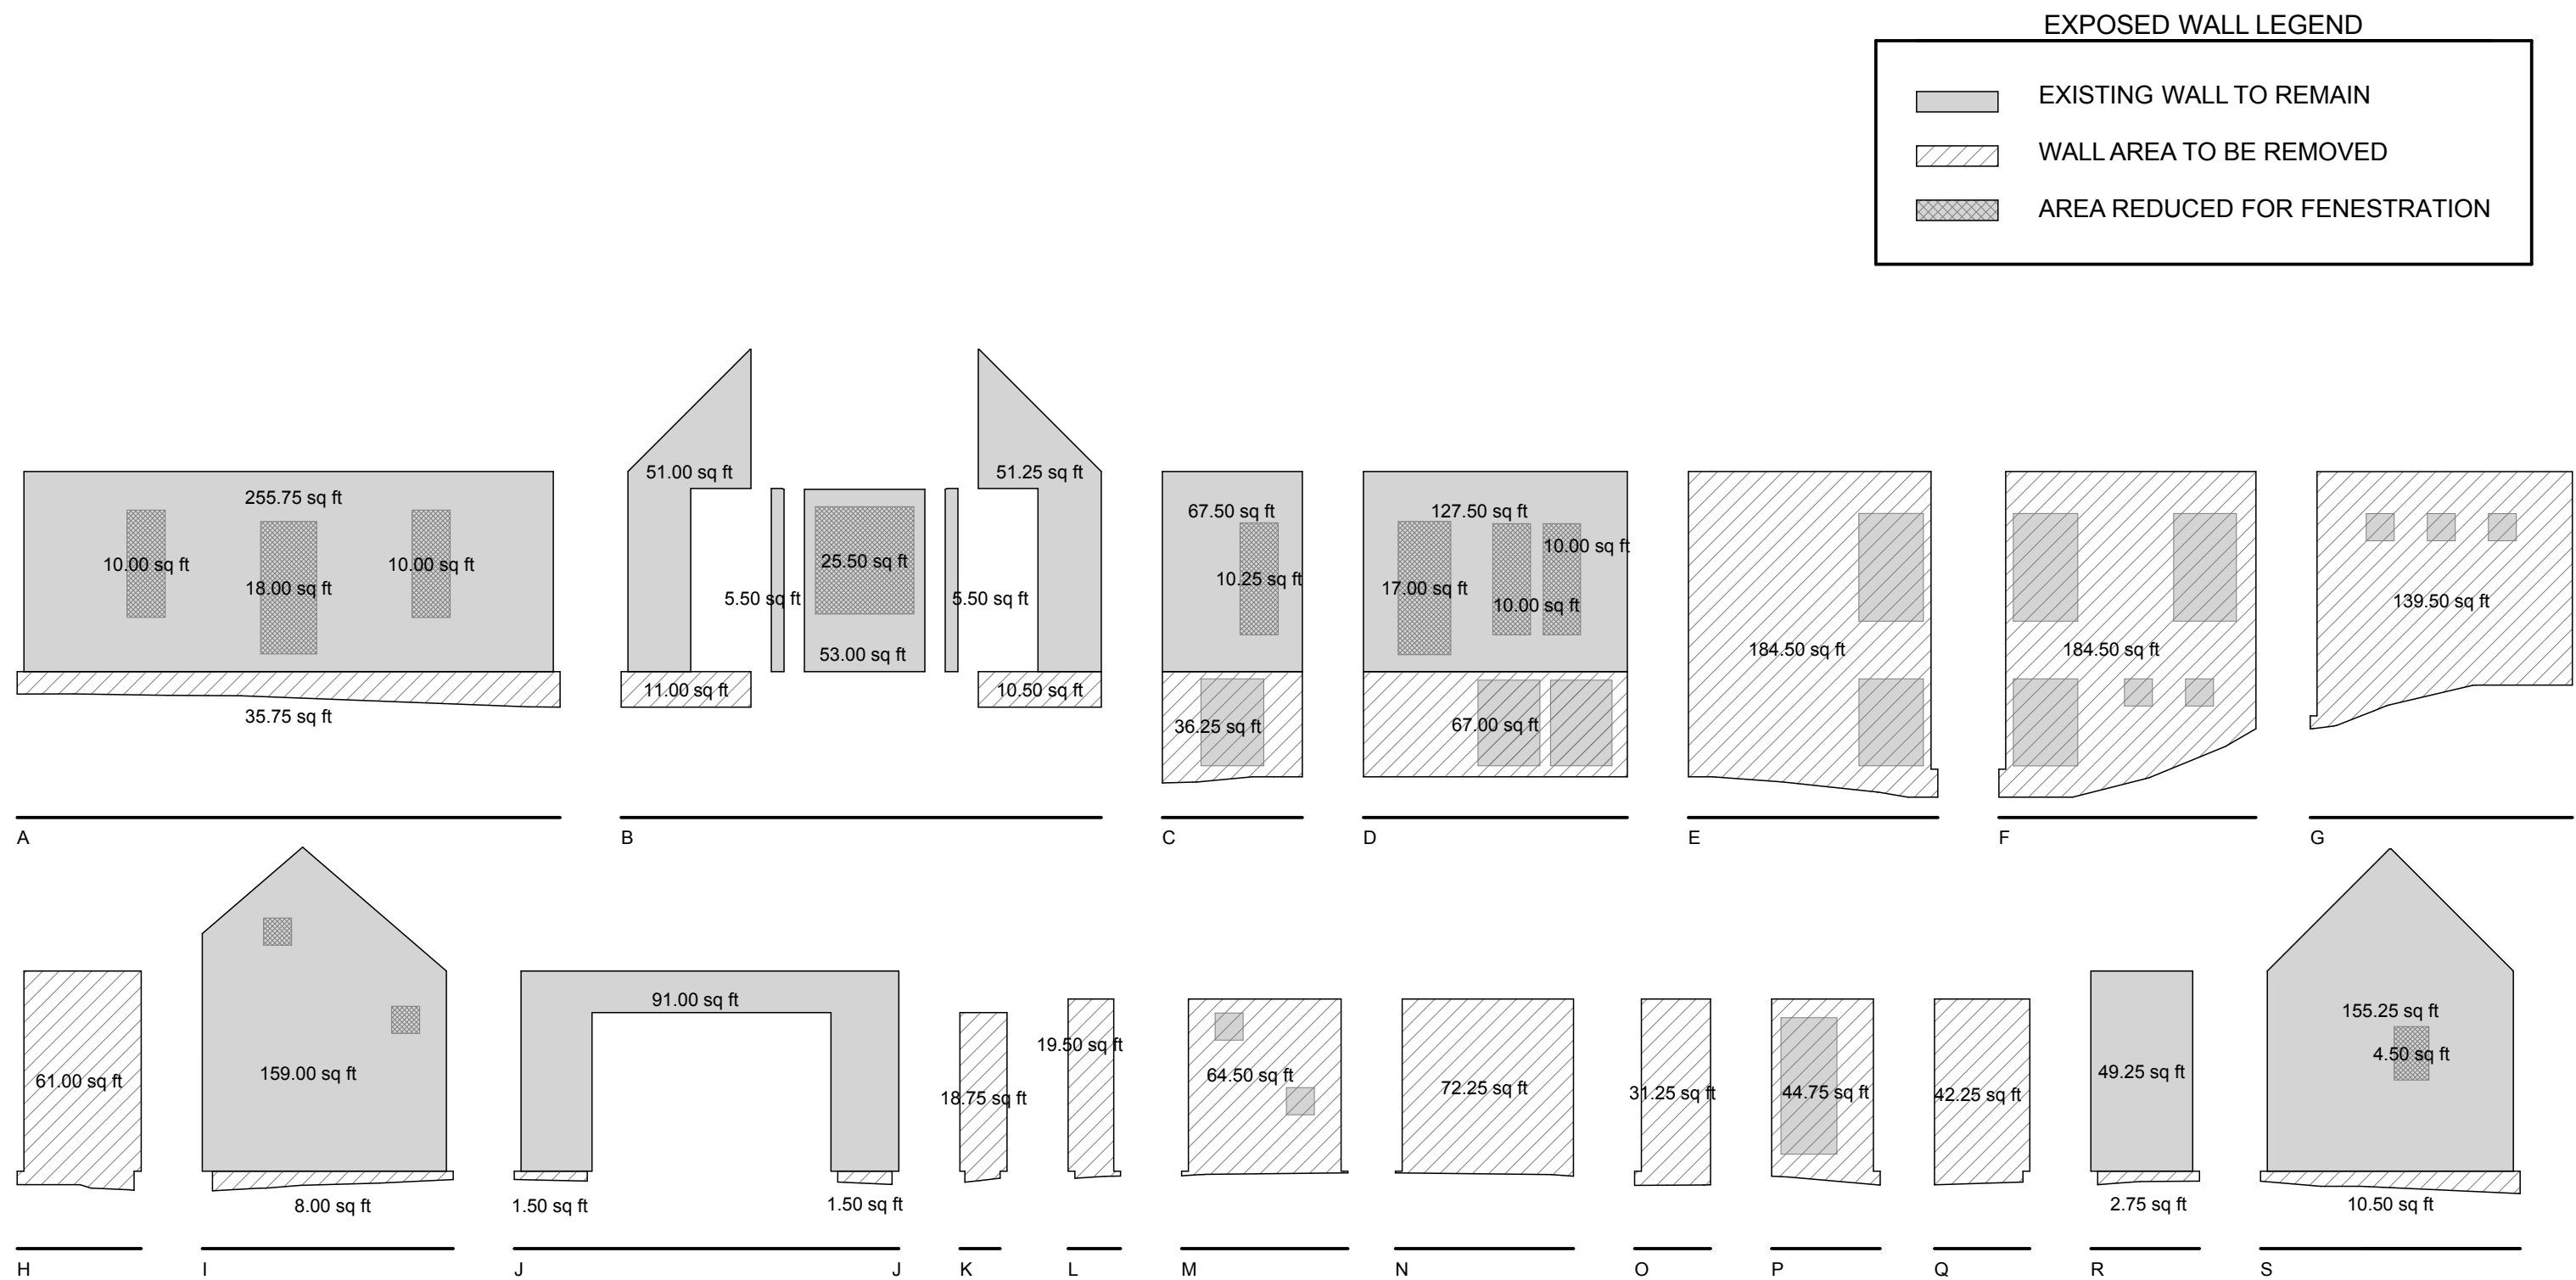 EXPOSED WALL LEGEND
EXISTING WALL TO REMAIN
WALL AREA TO BE REMOVED
AREA REDUCED FOR FENESTRATION
255.75 sq ft
10.00 sq ft
18.00 sq ft
10.00 sq ft
35.75 sq ft
A
51.00 sq ft
51.25 sq ft
25.50 sq ft
5.50 sq ft
5.50 sq ft
53.00 sq ft
11.00 sq ft
10.50 sq ft
B
67.50 sq ft
10.25 sq ft
36.25 sq ft
C
127.50 sq ft
10.00 sq ft
17.00 sq ft
10.00 sq ft
67.00 sq ft
D
184.50 sq ft
E
184.50 sq ft
F
139.50 sq ft
G
61.00 sq ft
H
159.00 sq ft
8.00 sq ft
I
91.00 sq ft
1.50 sq ft
1.50 sq ft
J
J
18.75 sq ft
K
19.50 sq ft
L
64.50 sq ft
M
72.25 sq ft
N
31.25 sq ft
O
44.75 sq ft
P
42.25 sq ft
Q
49.25 sq ft
2.75 sq ft
R
155.25 sq ft
4.50 sq ft
10.50 sq ft
S